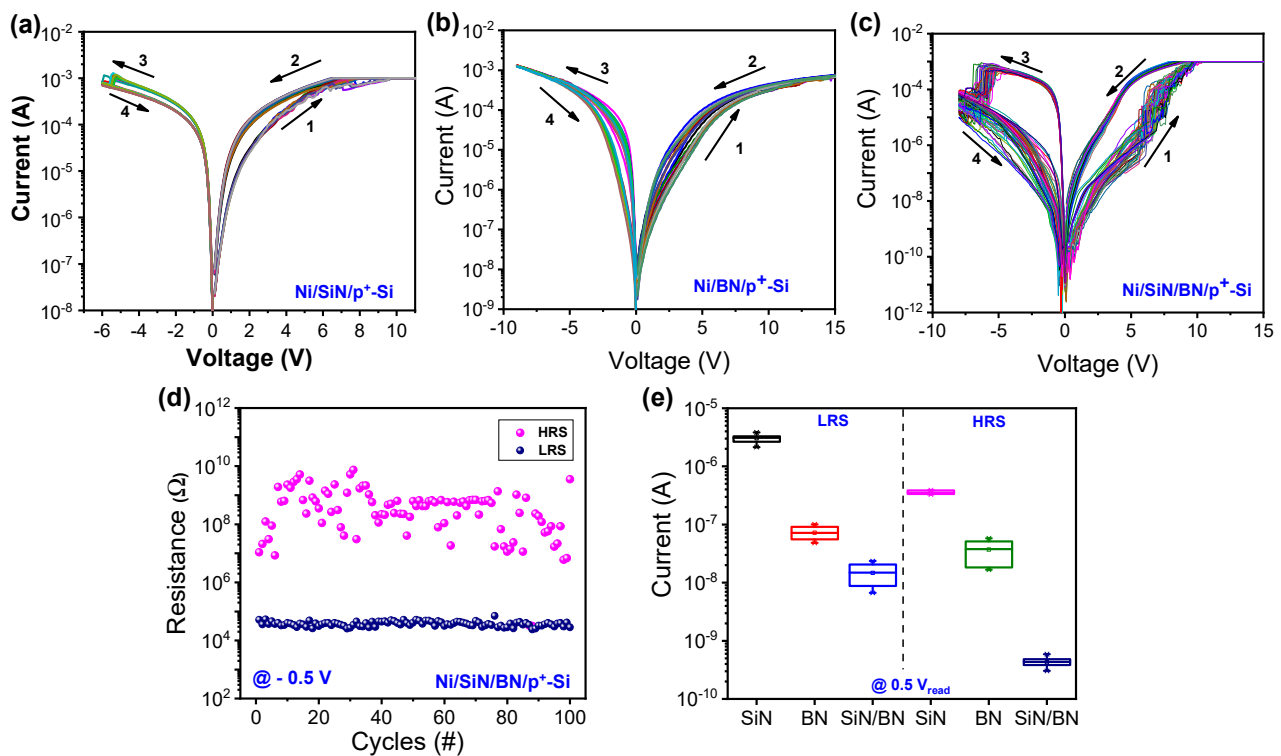 (a)
10⁻²
10⁻³
10⁻⁴
10⁻⁵
10⁻⁶
10⁻⁷
10⁻⁸
Current (A)
3
2
4
1
Ni/SiN/p⁺-Si
-6 -4 -2 0 2 4 6 8 10
Voltage (V)
(b)
10⁻²
10⁻³
10⁻⁴
10⁻⁵
10⁻⁶
10⁻⁷
10⁻⁸
10⁻⁹
Current (A)
3
2
4
1
Ni/BN/p⁺-Si
-5 0 5 10 15
Voltage (V)
(c)
10⁻²
10⁻⁴
10⁻⁶
10⁻⁸
10⁻¹⁰
10⁻¹²
Current (A)
3
2
4
1
Ni/SiN/BN/p⁺-Si
-10 -5 0 5 10 15
Voltage (V)
(d)
10¹²
10¹⁰
10⁸
10⁶
10⁴
10²
Resistance (Ω)
HRS
LRS
@ - 0.5 V
Ni/SiN/BN/p⁺-Si
0 20 40 60 80 100
Cycles (#)
(e)
10⁻⁵
10⁻⁶
10⁻⁷
10⁻⁸
10⁻⁹
10⁻¹⁰
Current (A)
LRS
HRS
@ 0.5 Vread
SiN BN SiN/BN SiN BN SiN/BN